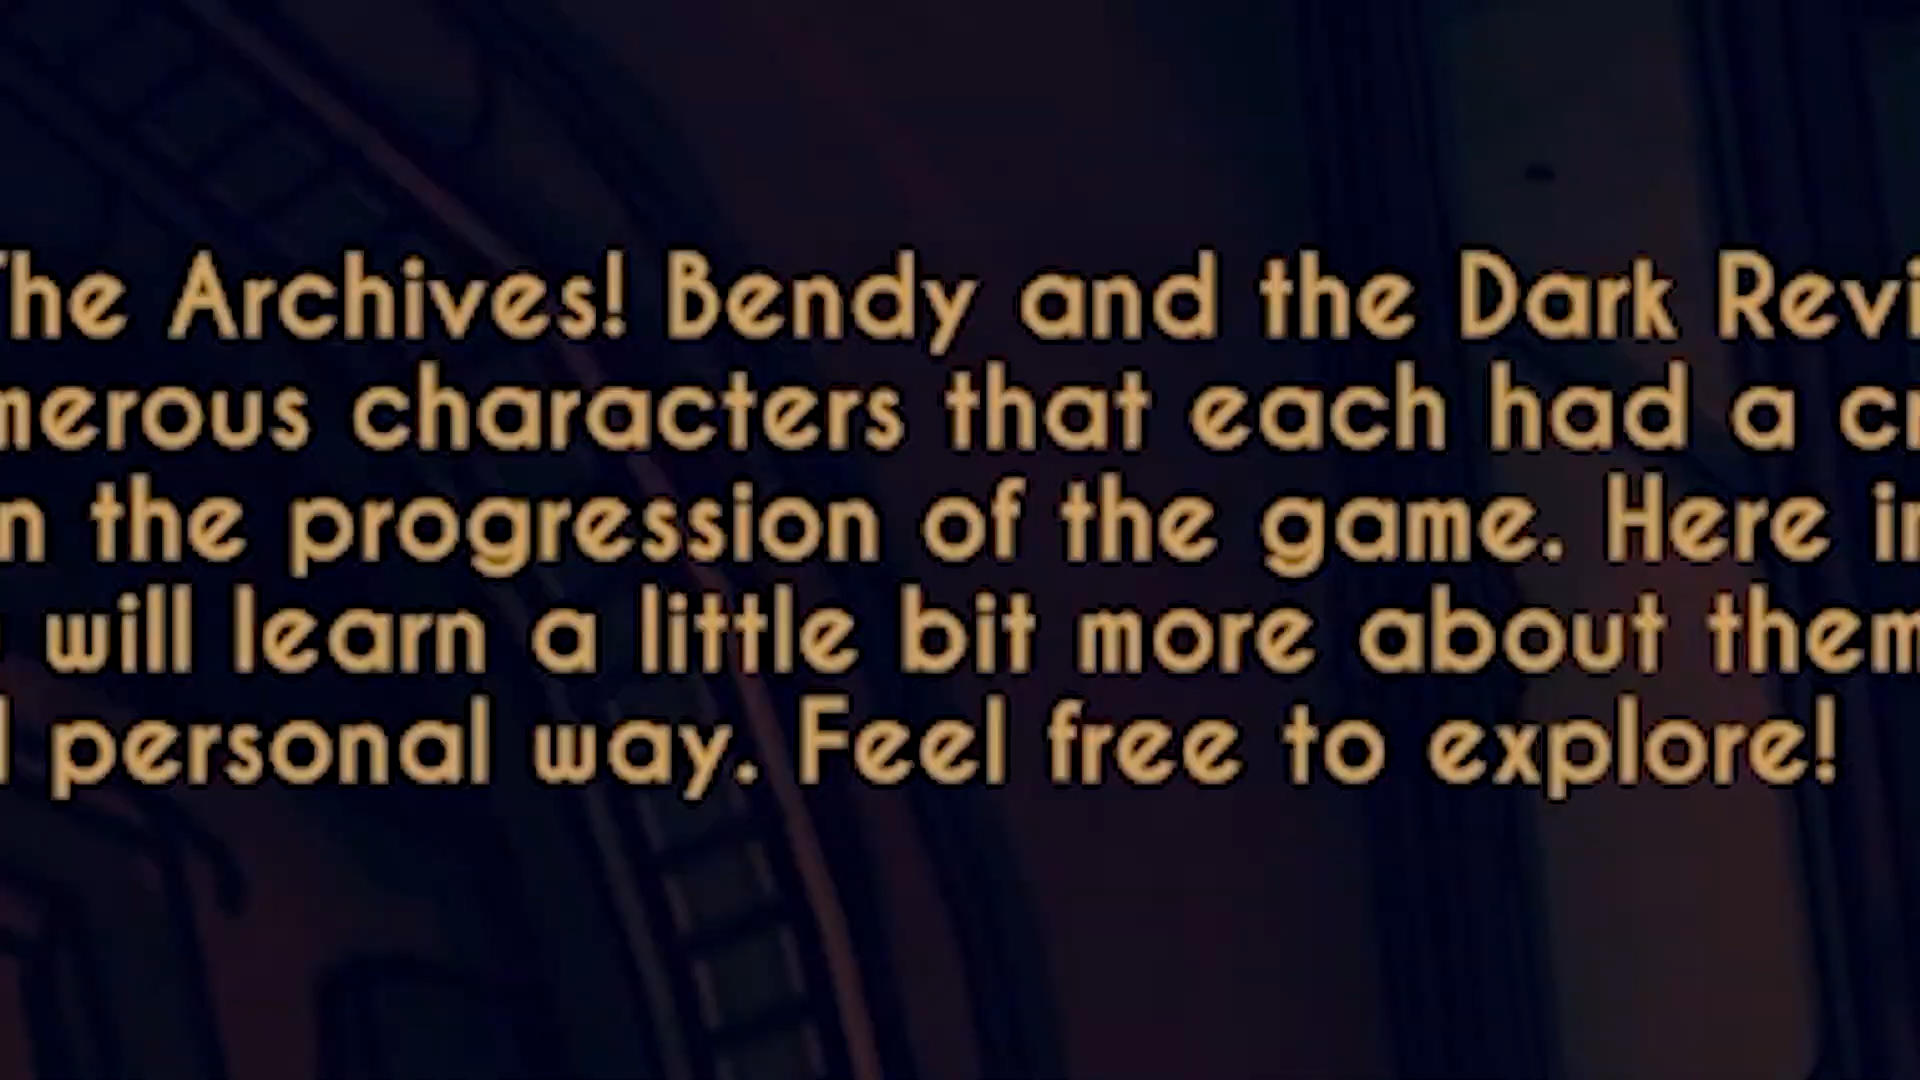 The Archives! Bendy and the Dark Revi
merous characters that each had a cr
n the progression of the game. Here in
will learn a little bit more about them
l personal way. Feel free to explore!